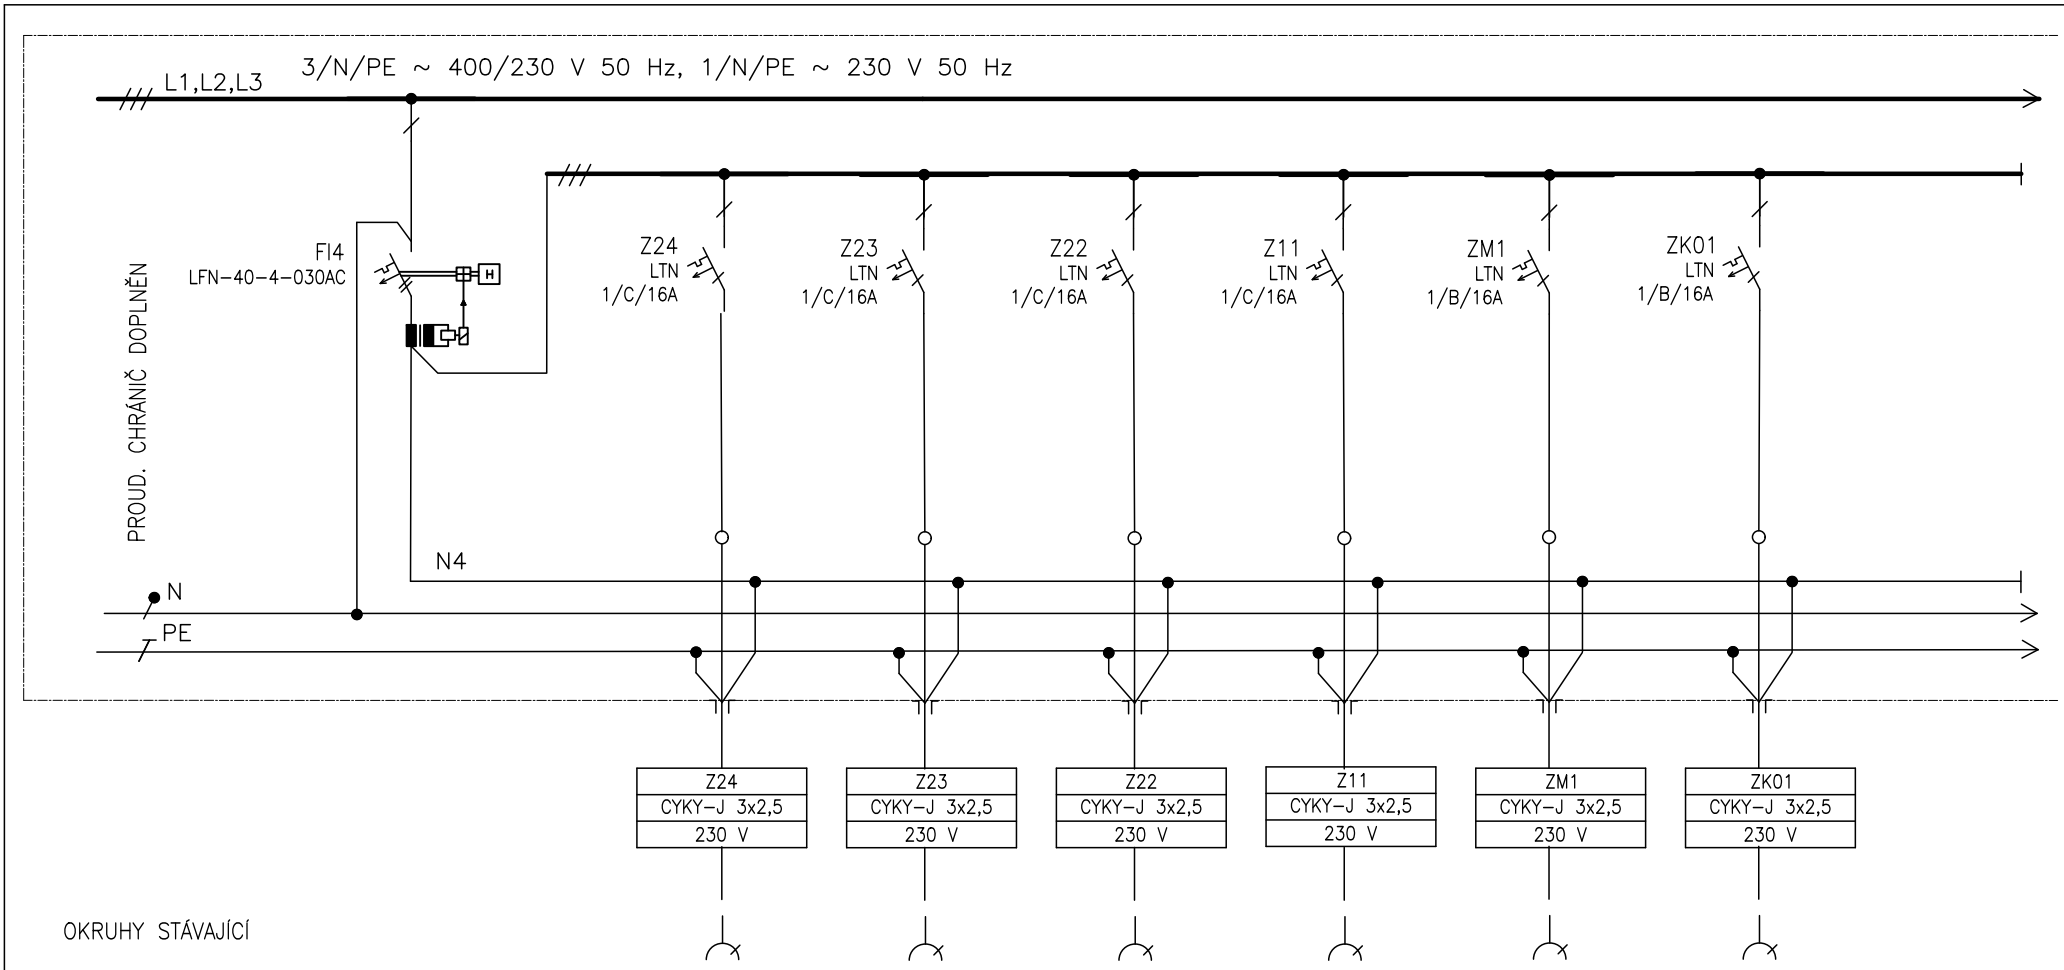 3/N/PE ~ 400/230 V 50 Hz, 1/N/PE ~ 230 V 50 Hz
L1,L2,L3
PROUD. CHRÁNIČ DOPLNĚN
FI4
LFN-40-4-030AC
H
Z24
LTN
1/C/16A
Z23
LTN
1/C/16A
Z22
LTN
1/C/16A
Z11
LTN
1/C/16A
ZM1
LTN
1/B/16A
ZK01
LTN
1/B/16A
N4
N
PE
Z24
CYKY-J 3x2,5
230 V
Z23
CYKY-J 3x2,5
230 V
Z22
CYKY-J 3x2,5
230 V
Z11
CYKY-J 3x2,5
230 V
ZM1
CYKY-J 3x2,5
230 V
ZK01
CYKY-J 3x2,5
230 V
OKRUHY STÁVAJÍCÍ